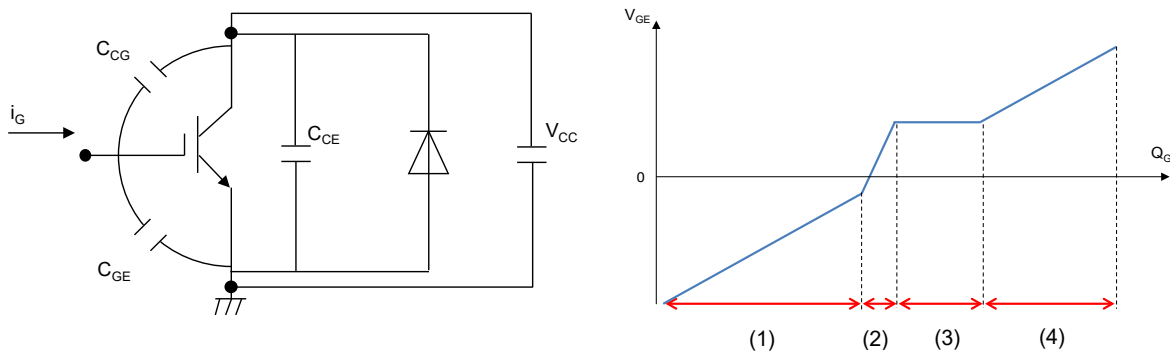 C_CG
i_G
C_CE
V_CC
C_GE
V_GE
Q_G
0
(1)
(2)
(3)
(4)